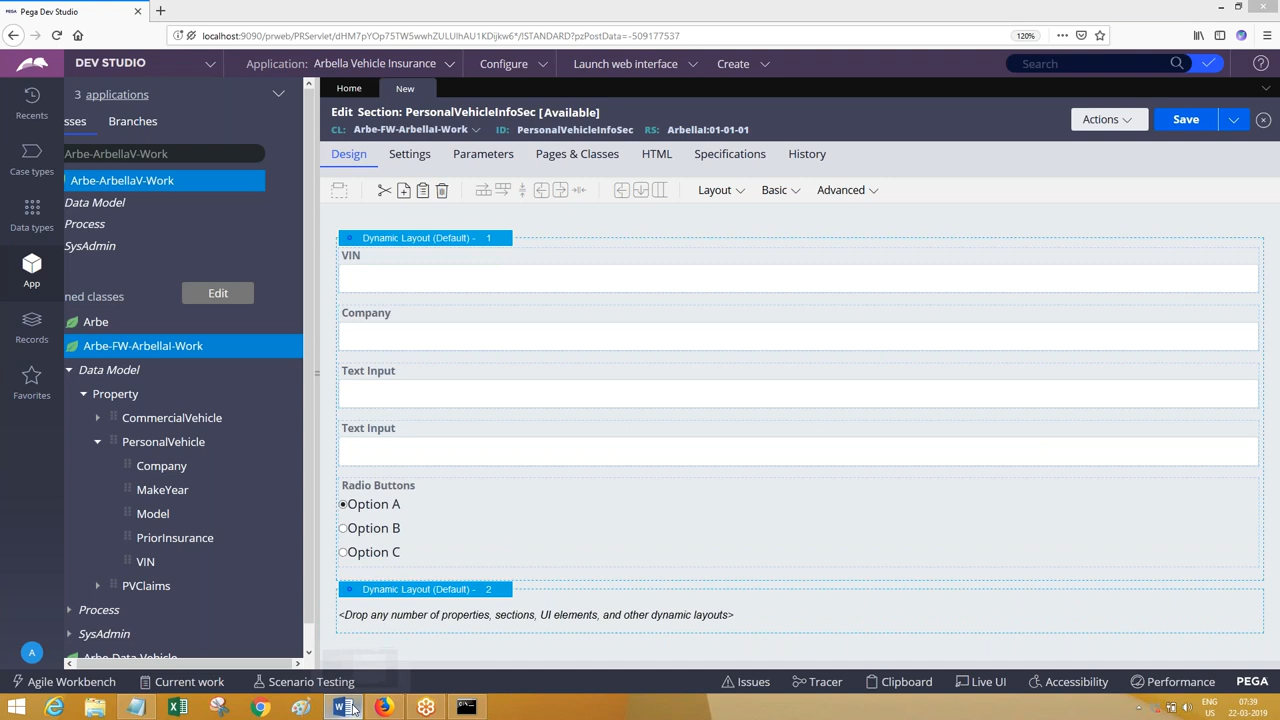 Pega Dev Studio
localhost:9090/prweb/PRServlet/dHM7pYOp7STW5wwhZULUlhAU1KDijkw6*/!STANDARD?pzPostData=-509177537
120%
DEV STUDIO
Application: Arbella Vehicle Insurance
Configure
Launch web interface
Create
Search
3 applications
Home
New
Recents
Case types
Data types
App
Records
Favorites
A
sses
Branches
Arbe-ArbellaV-Work
Arbe-ArbellaV-Work
Data Model
Process
SysAdmin
ned classes
Edit
Arbe
Arbe-FW-ArbellaI-Work
Data Model
Property
CommercialVehicle
PersonalVehicle
Company
MakeYear
Model
PriorInsurance
VIN
PVClaims
Process
SysAdmin
Arbe-Data-Vehicle
Edit Section: PersonalVehicleInfoSec [Available]
CL: Arbe-FW-ArbellaI-Work ID: PersonalVehicleInfoSec RS: ArbellaI:01-01-01
Actions
Save
Design
Settings
Parameters
Pages & Classes
HTML
Specifications
History
Layout
Basic
Advanced
Dynamic Layout (Default) - 1
VIN
Company
Text Input
Text Input
Radio Buttons
Option A
Option B
Option C
Dynamic Layout (Default) - 2
<Drop any number of properties, sections, UI elements, and other dynamic layouts>
Agile Workbench
Current work
Scenario Testing
Issues
Tracer
Clipboard
Live UI
Accessibility
Performance
PEGA
ENG
US
07:39
22-03-2019